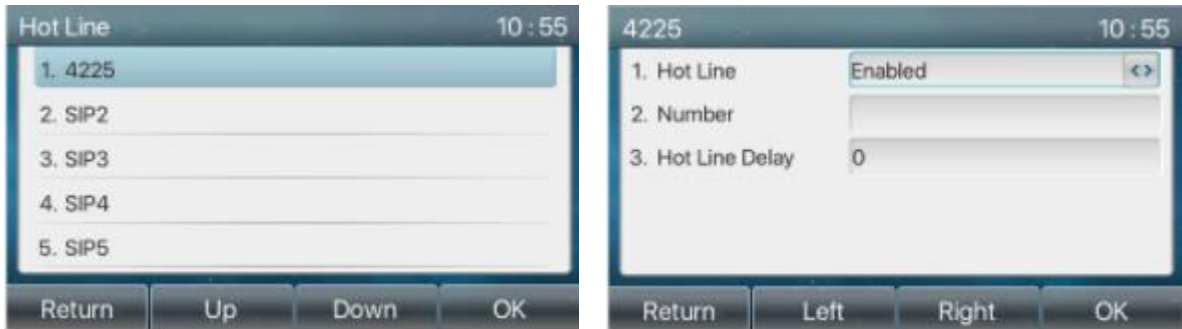 Hot Line 10:55
1. 4225
2. SIP2
3. SIP3
4. SIP4
5. SIP5
Return Up Down OK
4225 10:55
1. Hot Line Enabled <>
2. Number
3. Hot Line Delay 0
Return Left Right OK